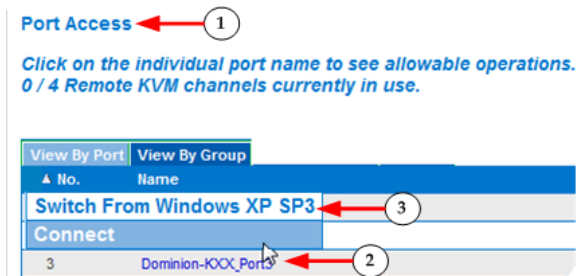 Port Access
1
Click on the individual port name to see allowable operations.
0 / 4 Remote KVM channels currently in use.
View By Port View By Group
▲ No. Name
Switch From Windows XP SP3
3
Connect
3 Dominion-KXX_Port3
2